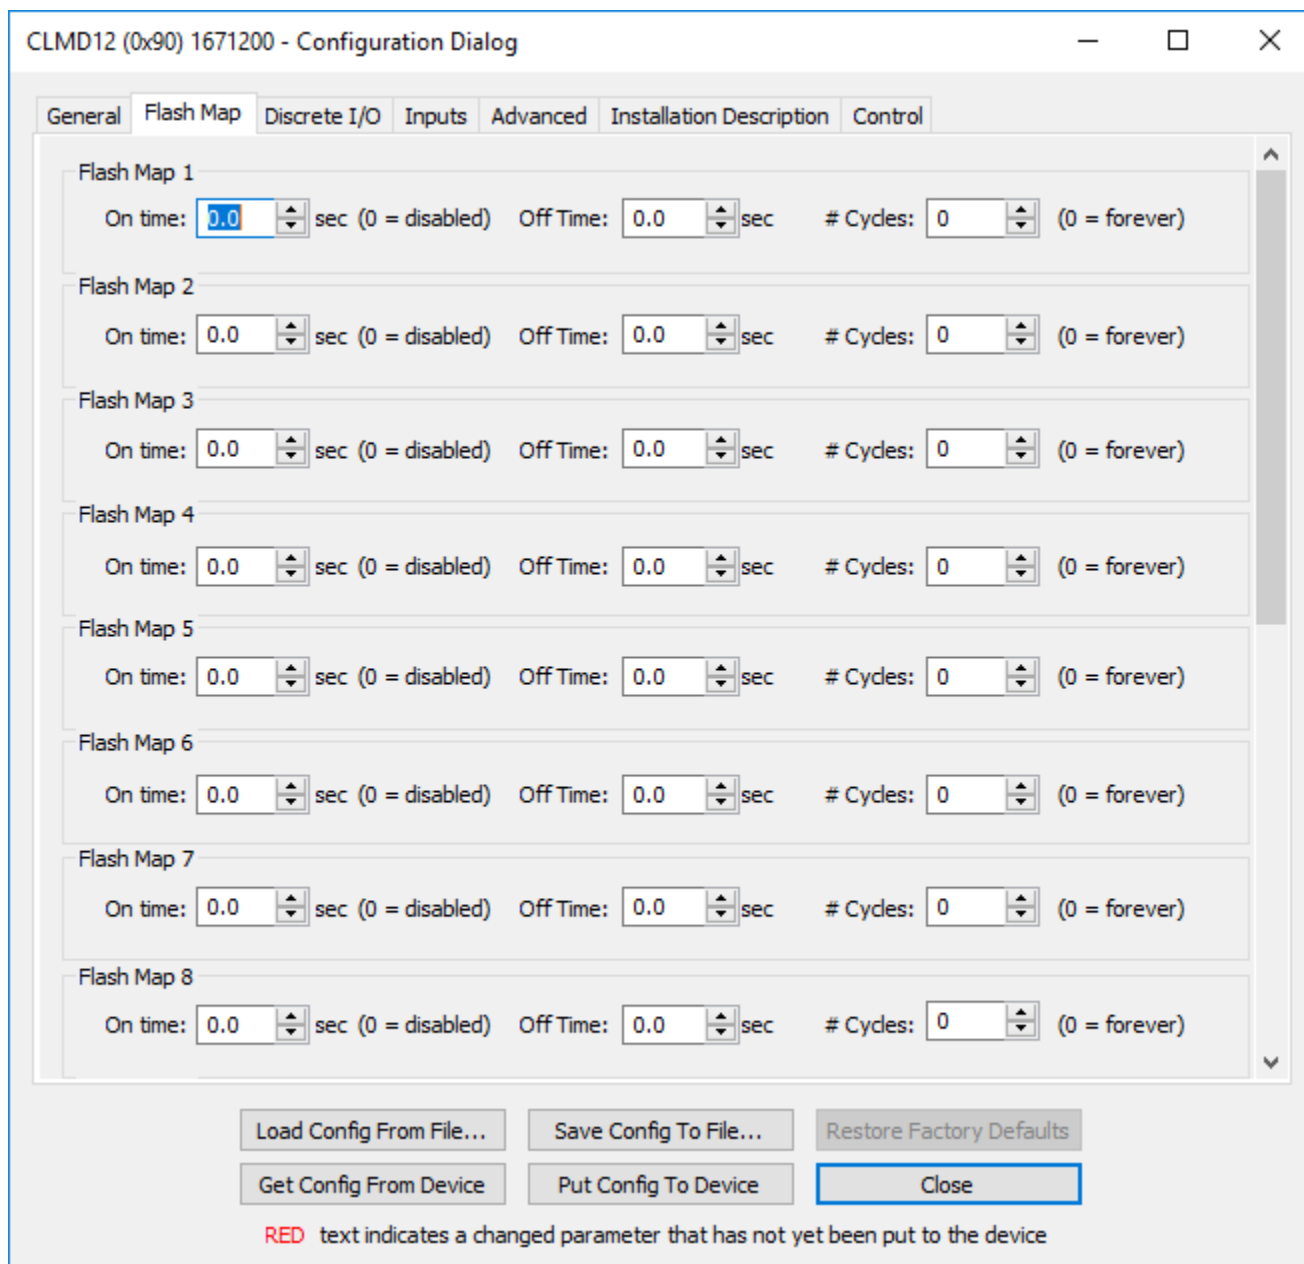 CLMD12 (0x90) 1671200 - Configuration Dialog
General Flash Map Discrete I/O Inputs Advanced Installation Description Control
Flash Map 1
On time: 0.0 sec (0 = disabled) Off Time: 0.0 sec # Cycles: 0 (0 = forever)
Flash Map 2
On time: 0.0 sec (0 = disabled) Off Time: 0.0 sec # Cycles: 0 (0 = forever)
Flash Map 3
On time: 0.0 sec (0 = disabled) Off Time: 0.0 sec # Cycles: 0 (0 = forever)
Flash Map 4
On time: 0.0 sec (0 = disabled) Off Time: 0.0 sec # Cycles: 0 (0 = forever)
Flash Map 5
On time: 0.0 sec (0 = disabled) Off Time: 0.0 sec # Cycles: 0 (0 = forever)
Flash Map 6
On time: 0.0 sec (0 = disabled) Off Time: 0.0 sec # Cycles: 0 (0 = forever)
Flash Map 7
On time: 0.0 sec (0 = disabled) Off Time: 0.0 sec # Cycles: 0 (0 = forever)
Flash Map 8
On time: 0.0 sec (0 = disabled) Off Time: 0.0 sec # Cycles: 0 (0 = forever)
Load Config From File... Save Config To File... Restore Factory Defaults
Get Config From Device Put Config To Device Close
RED text indicates a changed parameter that has not yet been put to the device